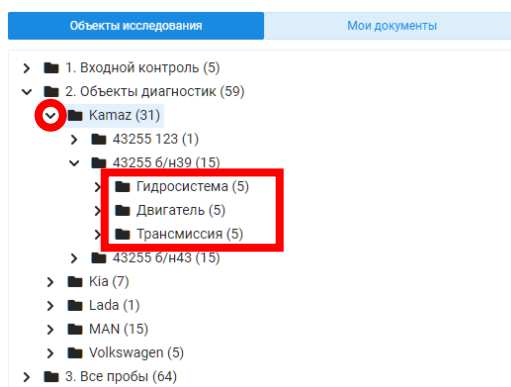 Объекты исследования
Мои документы
1. Входной контроль (5)
2. Объекты диагностик (59)
Kamaz (31)
43255 123 (1)
43255 б/н39 (15)
Гидросистема (5)
Двигатель (5)
Трансмиссия (5)
43255 б/н43 (15)
Kia (7)
Lada (1)
MAN (15)
Volkswagen (5)
3. Все пробы (64)